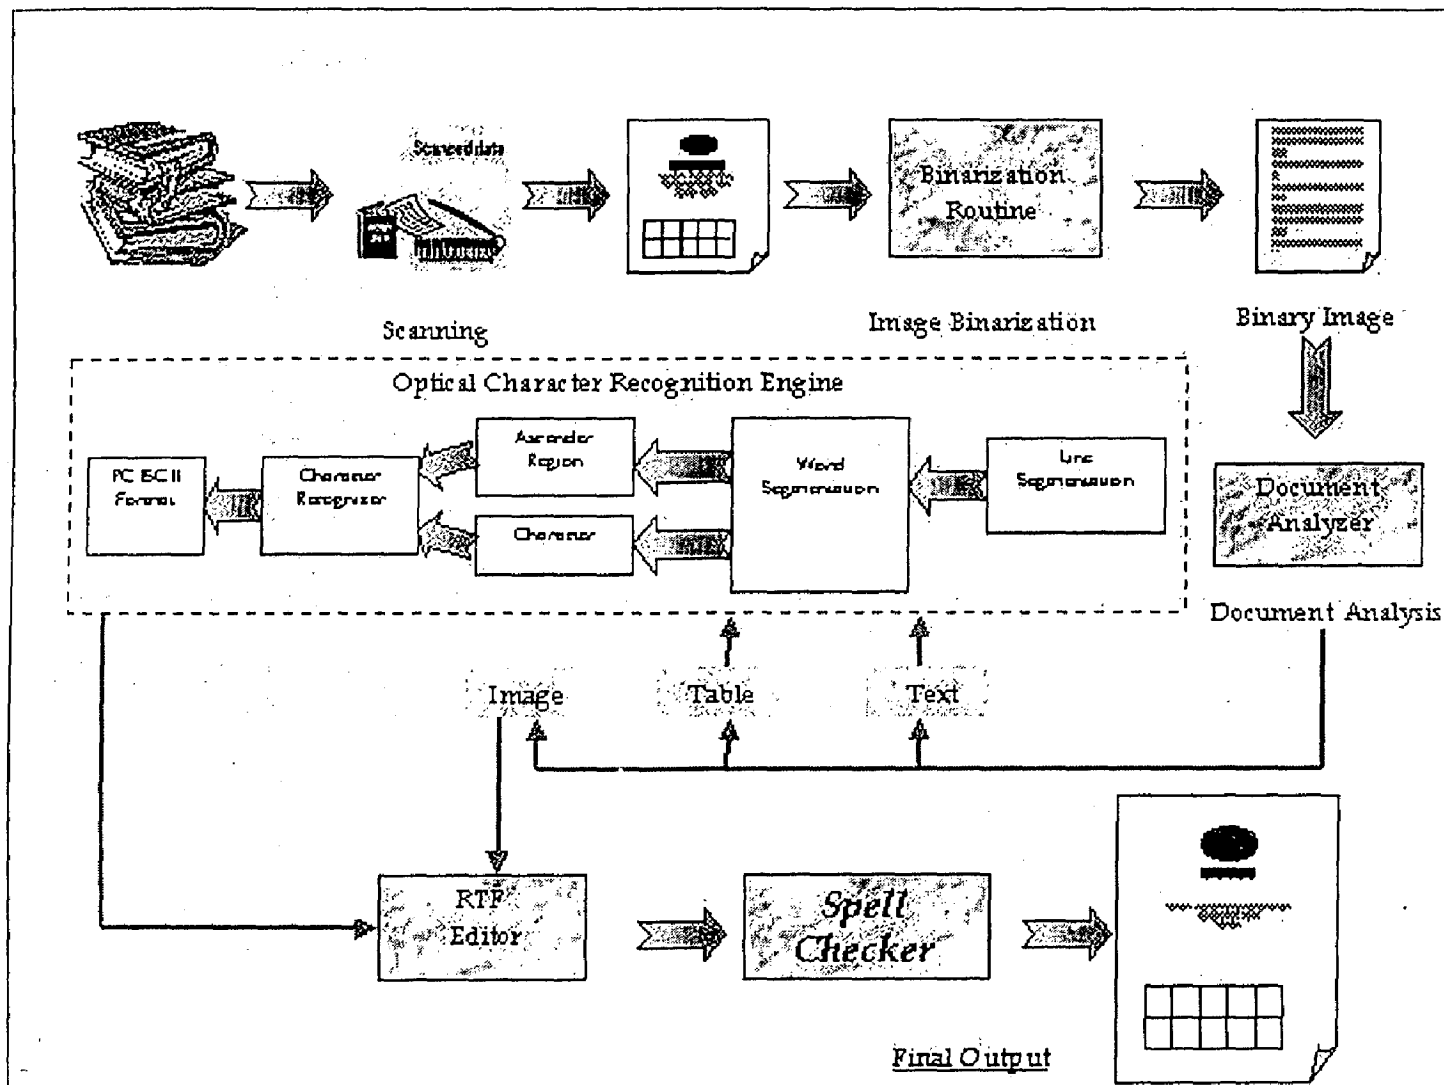 Scanned data
Binarization
Routine
Scanning
Image Binarization
Binary Image
Optical Character Recognition Engine
PC ISCII
Format
Character
Recogniser
Ascender
Region
Character
Word
Segmentation
Line
Segmentation
Document
Analyzer
Document Analysis
Image
Table
Text
RTF
Editor
Spell
Checker
Final Output